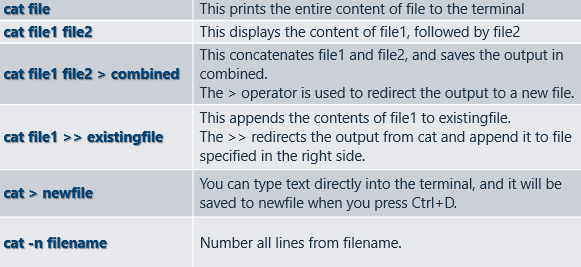 cat file
This prints the entire content of file to the terminal
cat file1 file2
This displays the content of file1, followed by file2
cat file1 file2 > combined
This concatenates file1 and file2, and saves the output in
combined.
The > operator is used to redirect the output to a new file.
cat file1 >> existingfile
This appends the contents of file1 to existingfile.
The >> redirects the output from cat and append it to file
specified in the right side.
cat > newfile
You can type text directly into the terminal, and it will be
saved to newfile when you press Ctrl+D.
cat -n filename
Number all lines from filename.